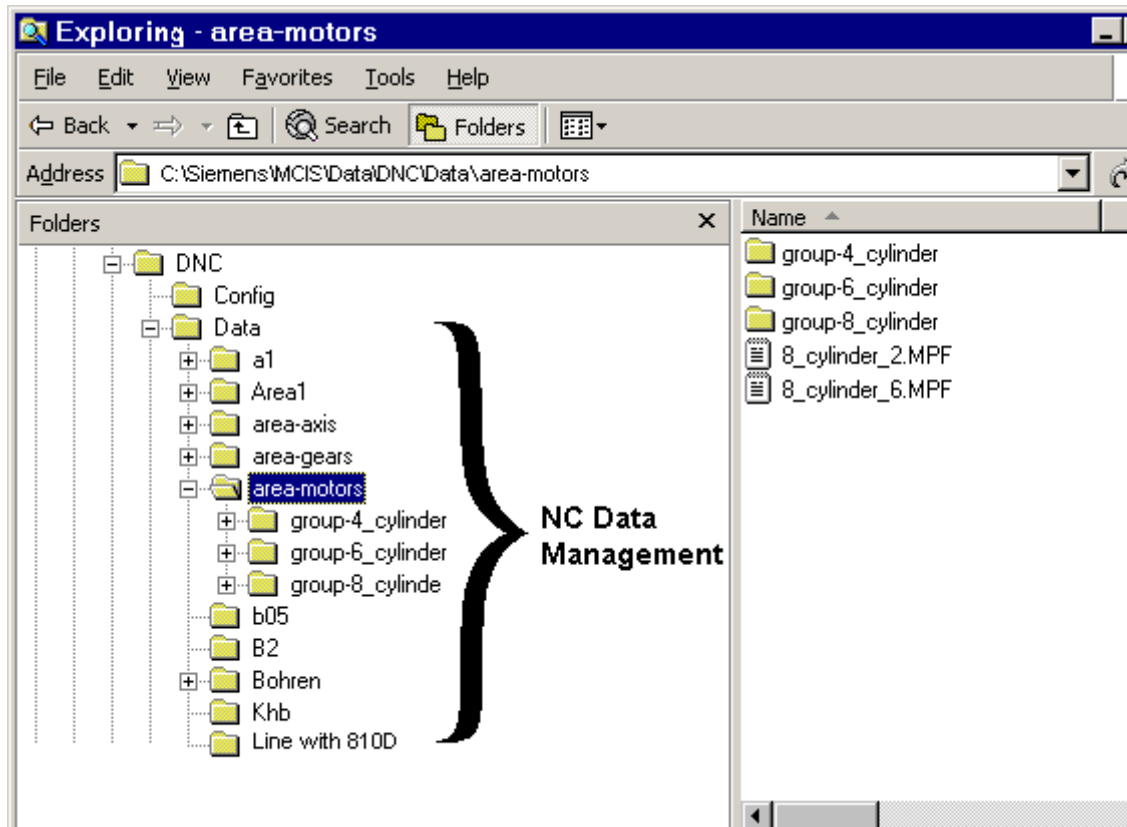 Exploring - area-motors
File Edit View Favorites Tools Help
Back Search Folders
Address C:\Siemens\MCIS\Data\DNC\Data\area-motors
Folders
DNC
Config
Data
a1
Area1
area-axis
area-gears
area-motors
group-4_cylinder
group-6_cylinder
group-8_cylinde
b05
B2
Bohren
Khb
Line with 810D
NC Data
Management
Name
group-4_cylinder
group-6_cylinder
group-8_cylinder
8_cylinder_2.MPF
8_cylinder_6.MPF